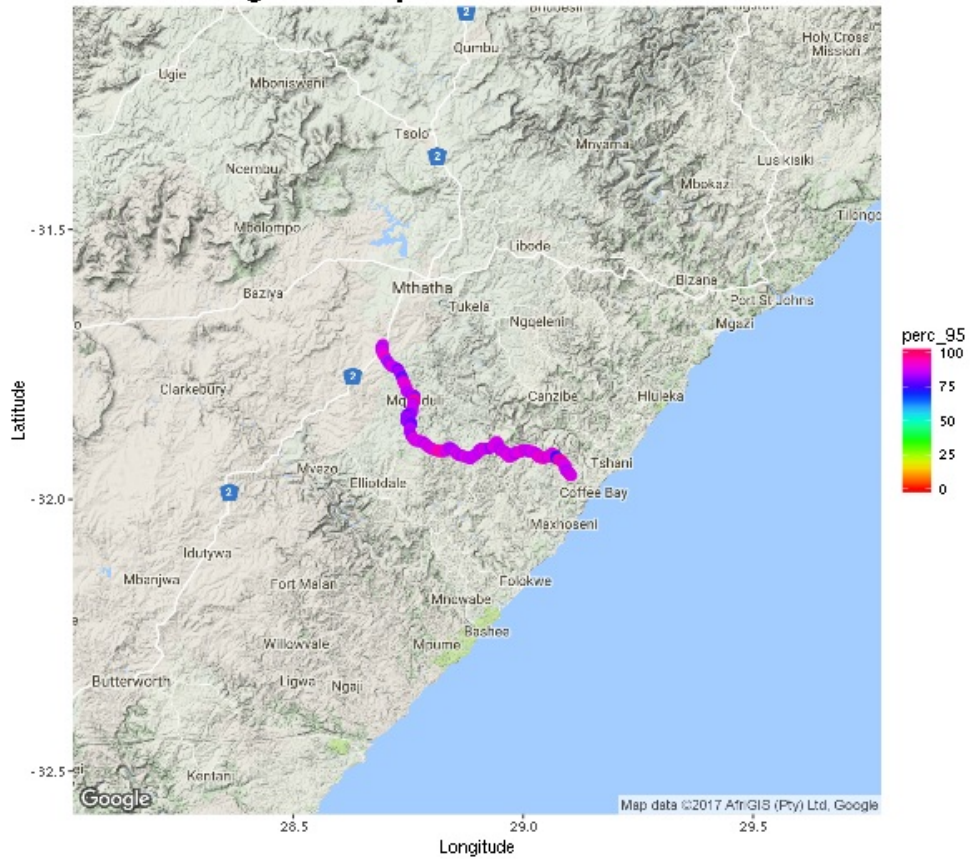 2
Qumbu
Holy Cross
Mission
Ugie
Mbonisweni
Tsolo
2
Mnyama
Lusikisiki
Ncembu
Mbokazi
Tilongo
-31.5
Mbolompo
Libode
Bizana
Mthatha
Baziya
Tukela
Port St Johns
Ngqeleni
Mgazi
perc_95
100
2
75
Clarkebury
Canzibe
Hluleka
50
Latitude
25
Mvezo
Tshani
Elliotdale
0
2
Coffee Bay
Maxhoseni
Idutywa
Mbanjwa
Fort Malan
Folokwe
Mncwabe
Bashee
Willowvale
Mpume
Butterworth
Ligwa
Ngaji
-32.5
Kentani
Google
Map data ©2017 AfriGIS (Pty) Ltd, Google
28.5
29.0
29.5
Longitude